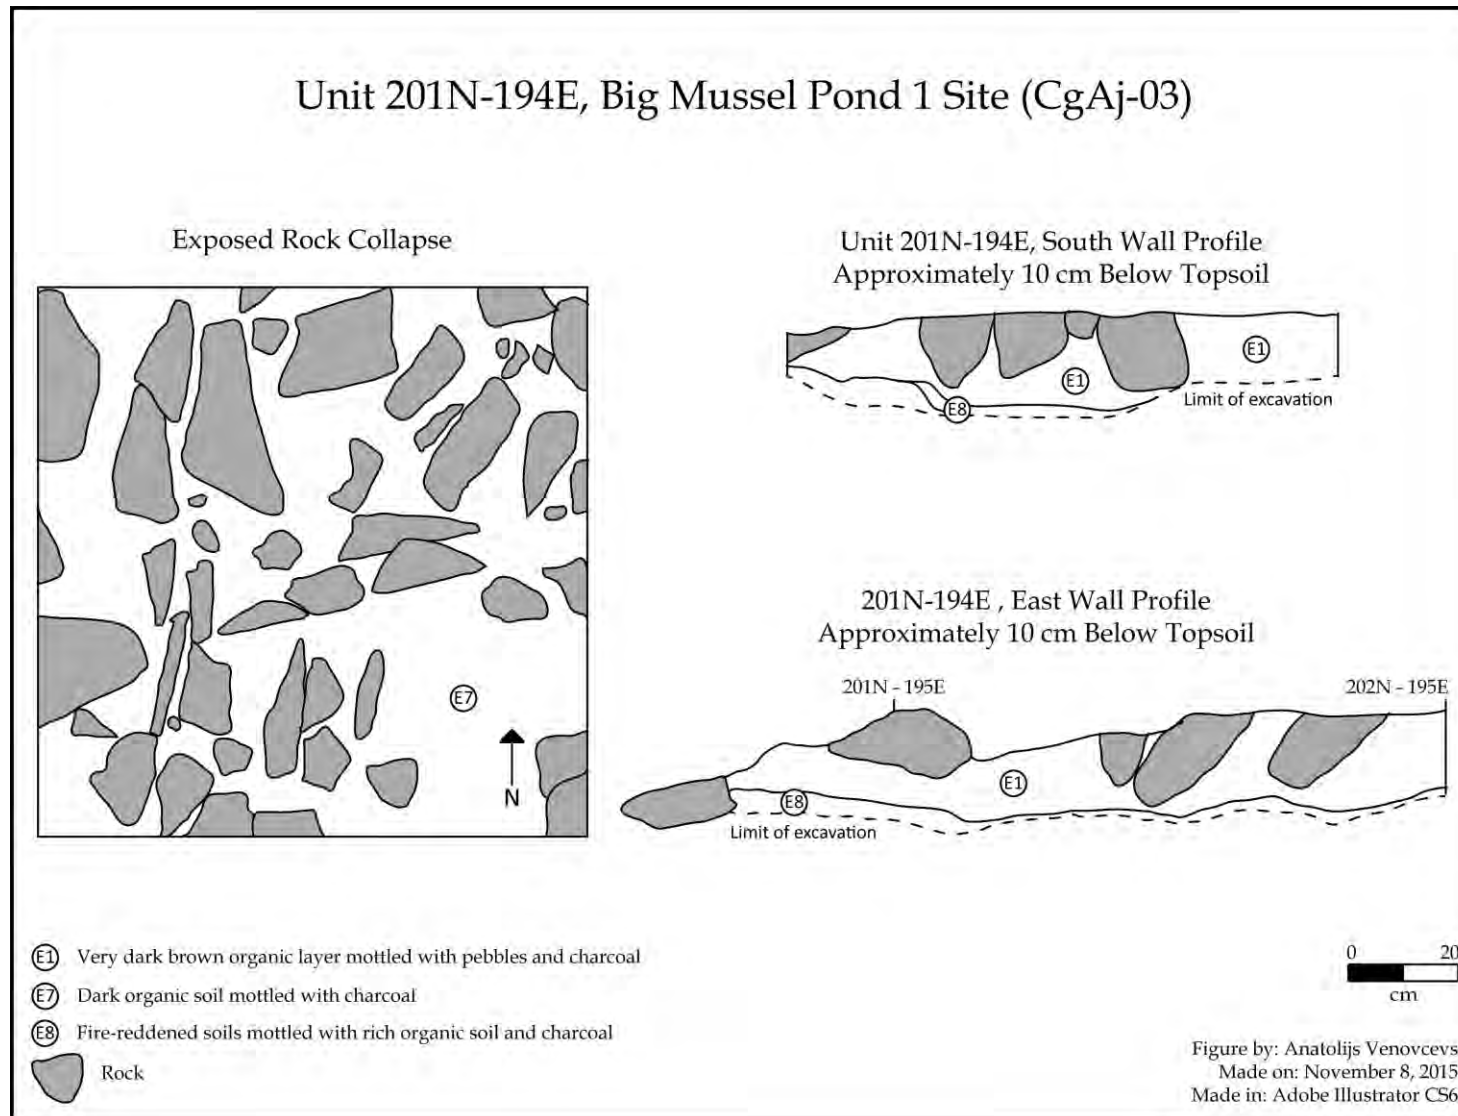 Unit 201N-194E, Big Mussel Pond 1 Site (CgAj-03)
Exposed Rock Collapse
E7
N
Unit 201N-194E, South Wall Profile
Approximately 10 cm Below Topsoil
E1
E1
E8
Limit of excavation
201N-194E , East Wall Profile
Approximately 10 cm Below Topsoil
201N - 195E
202N - 195E
E1
E8
Limit of excavation
E1 Very dark brown organic layer mottled with pebbles and charcoal
E7 Dark organic soil mottled with charcoal
E8 Fire-reddened soils mottled with rich organic soil and charcoal
Rock
0 20
cm
Figure by: Anatolijs Venovcevs
Made on: November 8, 2015
Made in: Adobe Illustrator CS6